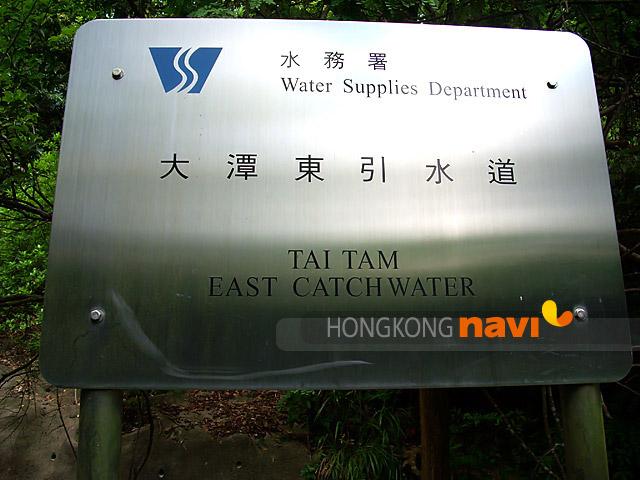 水務署
Water Supplies Department
大潭東引水道
TAI TAM
EAST CATCHWATER
HONGKONG navi